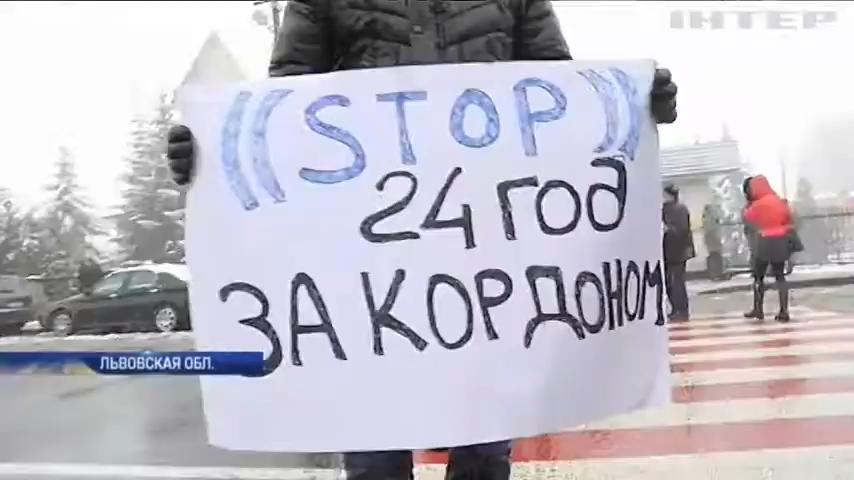 ІНТЕР
((STOP))
24 год
ЗА КОРДОНОМ
ЛЬВОВСКАЯ ОБЛ.